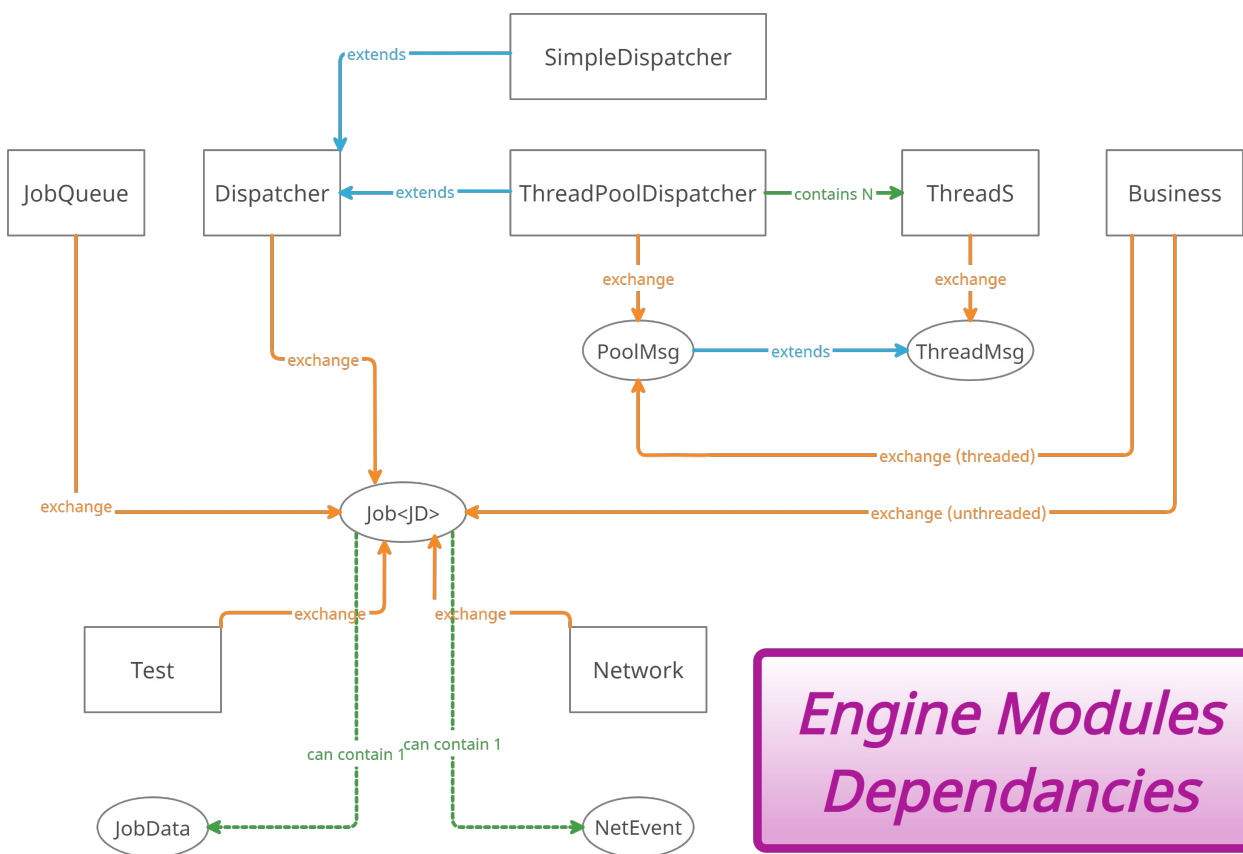 SimpleDispatcher
extends
JobQueue
Dispatcher
extends
ThreadPoolDispatcher
contains N
ThreadS
Business
exchange
exchange
exchange
PoolMsg
extends
ThreadMsg
exchange (threaded)
exchange
Job<JD>
exchange (unthreaded)
exchange
exchange
Test
Network
can contain 1
can contain 1
JobData
NetEvent
Engine Modules
Dependancies